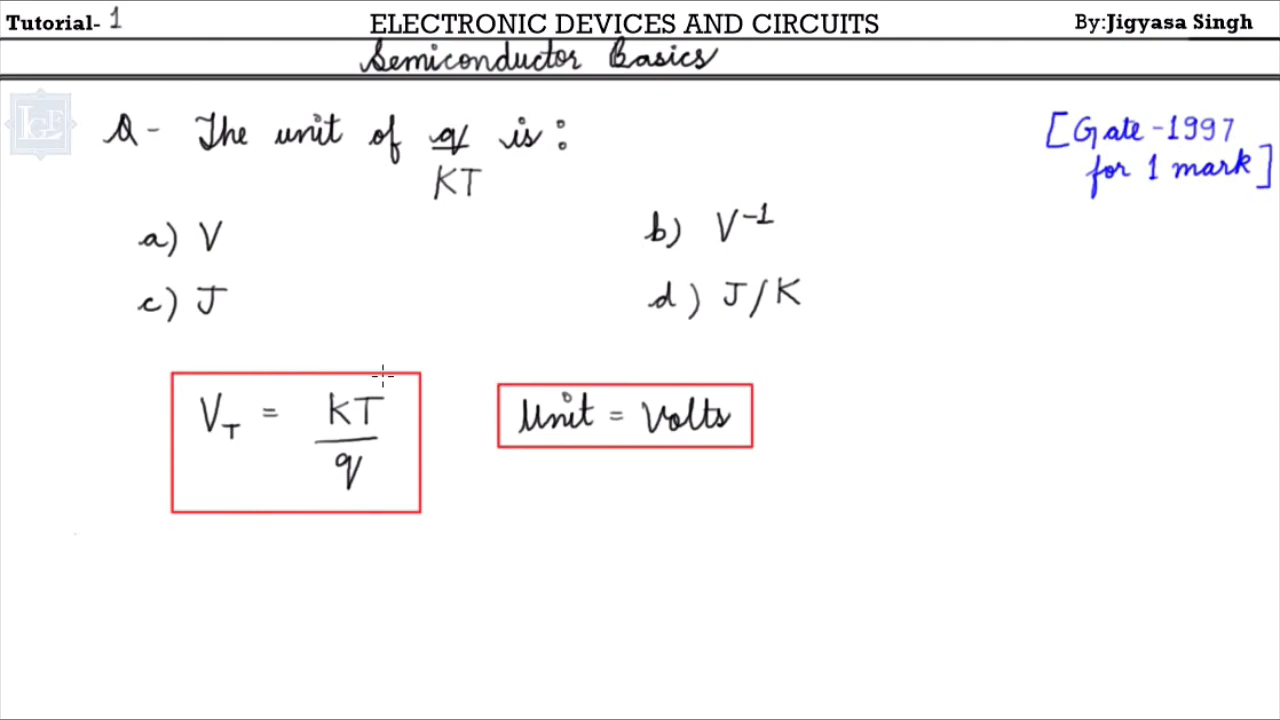 Tutorial- 1 ELECTRONIC DEVICES AND CIRCUITS By:Jigyasa Singh
Semiconductor Basics
Q- The unit of q/KT is: [Gate-1997
for 1 mark]
a) V b) V⁻¹
c) J d) J/K
V_T = KT/q Unit = Volts